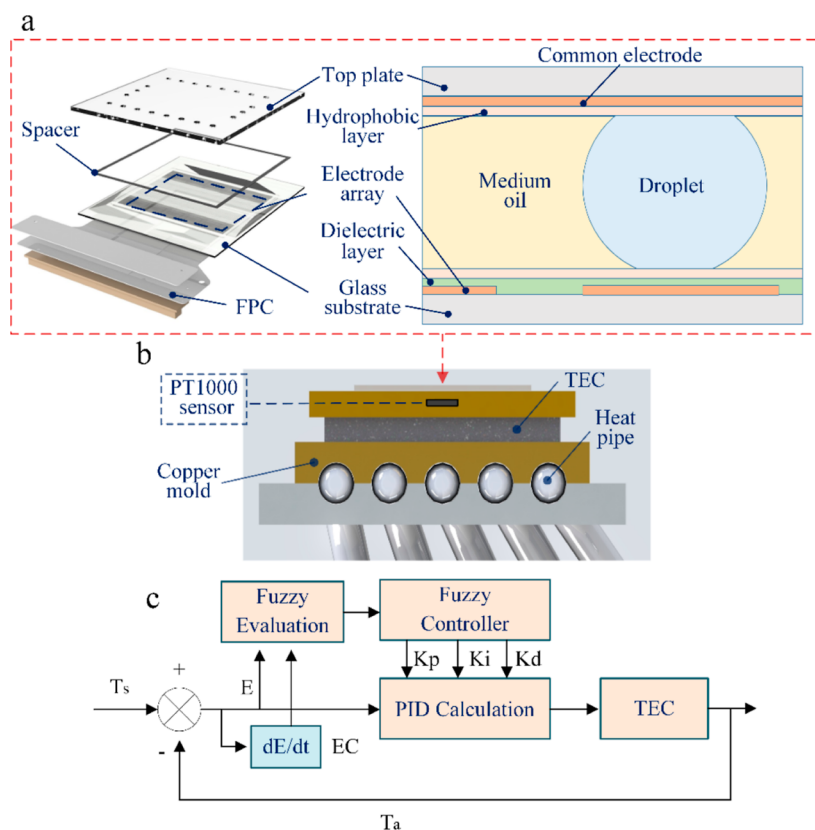 a
Top plate
Spacer
Electrode
array
FPC
Common electrode
Hydrophobic
layer
Medium
oil
Droplet
Dielectric
layer
Glass
substrate
b
PT1000
sensor
TEC
Heat
pipe
Copper
mold
c
Fuzzy
Evaluation
Fuzzy
Controller
Kp Ki Kd
+
Ts
E
PID Calculation
TEC
-
dE/dt
EC
Ta